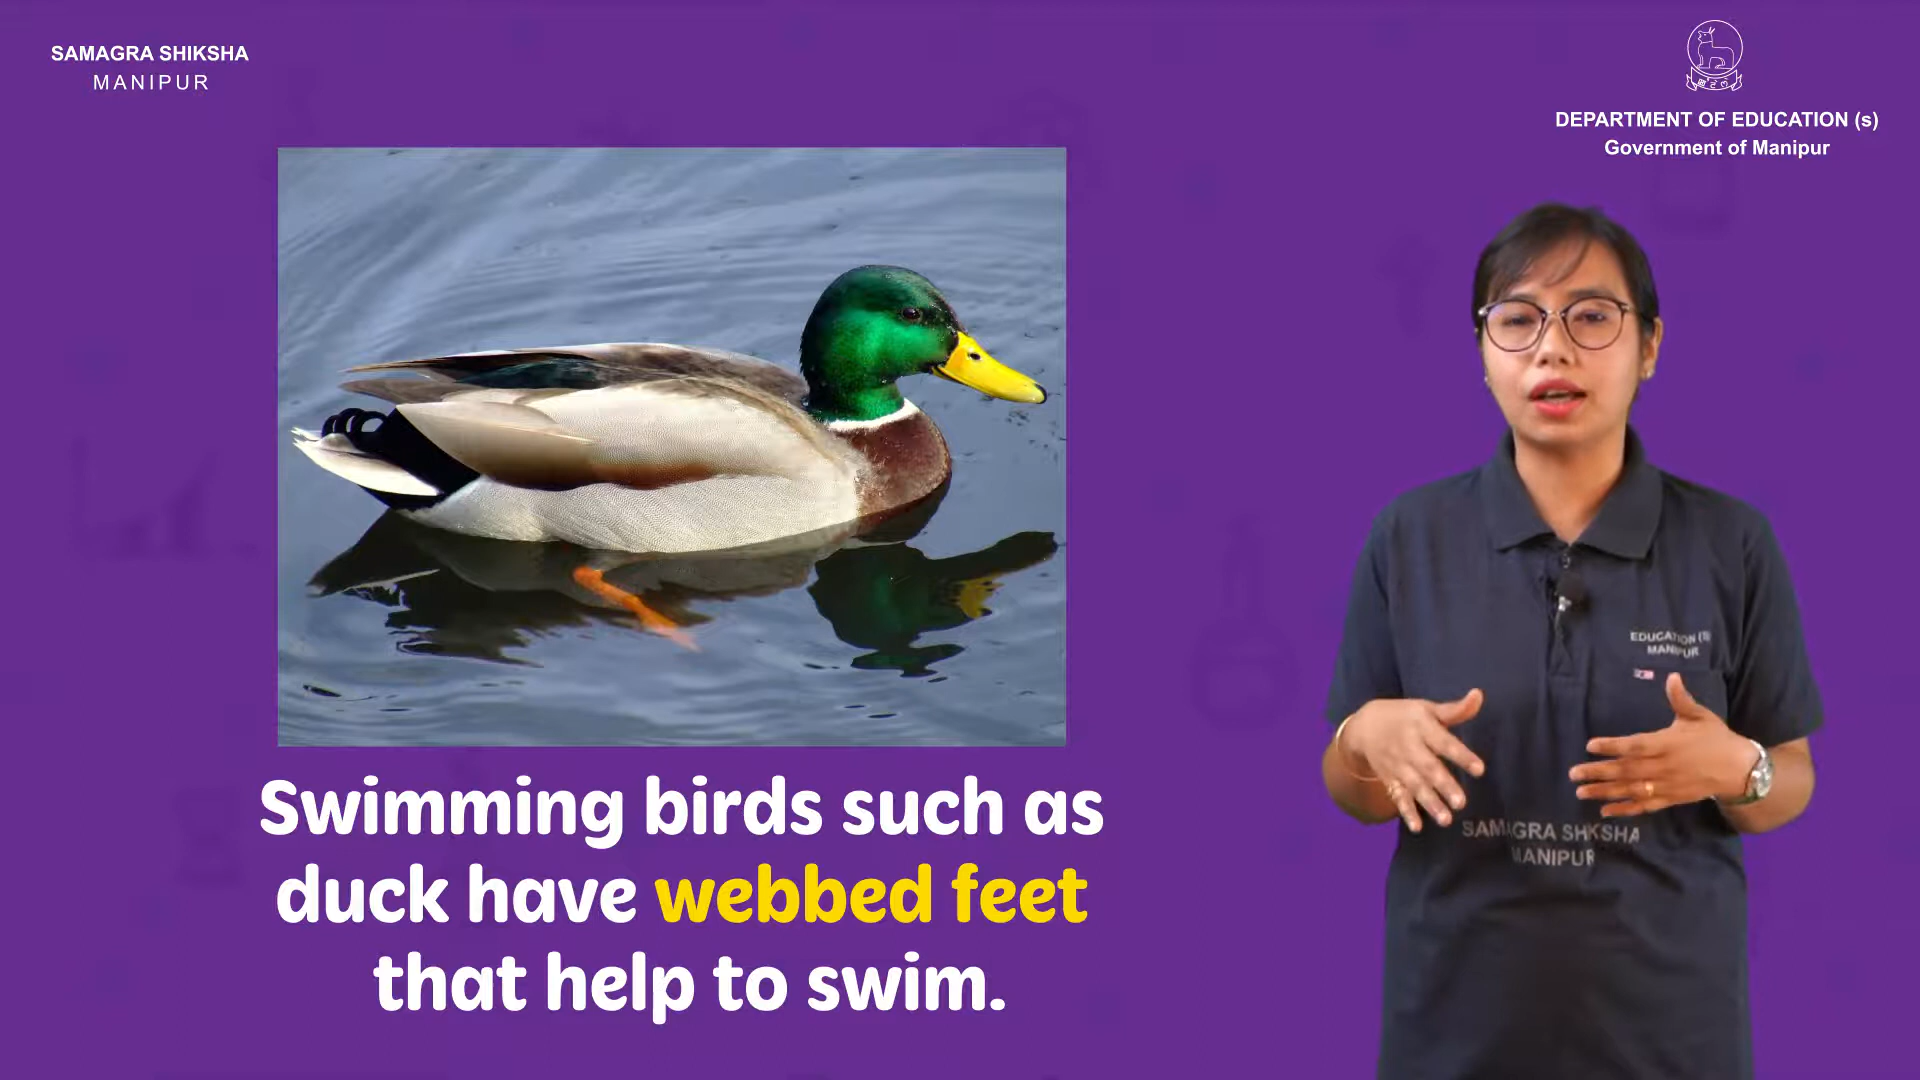 SAMAGRA SHIKSHA
MANIPUR
DEPARTMENT OF EDUCATION (s)
Government of Manipur
EDUCATION (S)
MANIPUR
SAMAGRA SHIKSHA
MANIPUR
Swimming birds such as
duck have webbed feet
that help to swim.